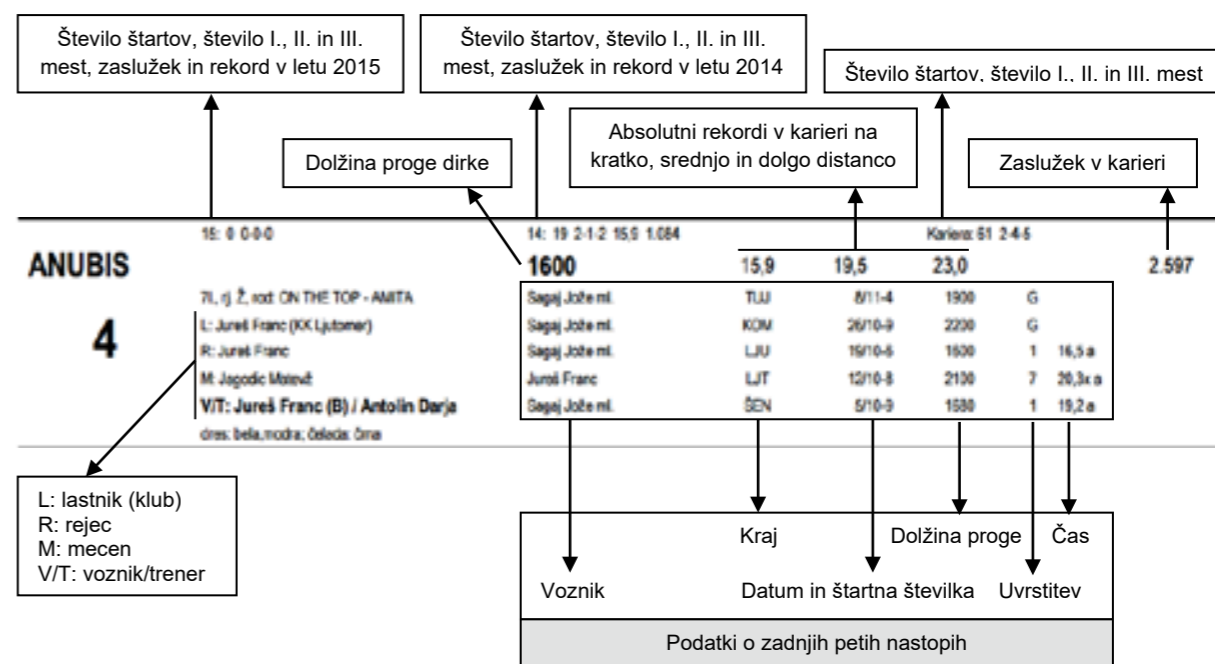 Število štartov, število I., II. in III.
mest, zaslužek in rekord v letu 2015
Število štartov, število I., II. in III.
mest, zaslužek in rekord v letu 2014
Število štartov, število I., II. in III. mest
Dolžina proge dirke
Absolutni rekordi v karieri na
kratko, srednjo in dolgo distanco
Zaslužek v karieri
15: 0 0-0-0
14: 19 2-1-2 15,9 1.084
Kariera: 61 2-4-5
ANUBIS
1600 15,9 19,5 23,0 2.597
7l., rj. Ž, rod: ON THE TOP - AMITA
Sagaj Jože ml. TUJ 8/11-4 1900 G
4
L: Jureš Franc (KK Ljutomer)
Sagaj Jože ml. KOM 26/10-9 2200 G
R: Jureš Franc
Sagaj Jože ml. LJU 19/10-6 1600 1 16,5 a
M: Jagodic Matevž
Jureš Franc LJT 12/10-8 2100 7 20,3x a
V/T: Jureš Franc (B) / Antolin Darja
Sagaj Jože ml. ŠEN 5/10-9 1680 1 19,2 a
dres: bela,modra; čelada: črna
L: lastnik (klub)
R: rejec
M: mecen
V/T: voznik/trener
Kraj Dolžina proge Čas
Voznik Datum in štartna številka Uvrstitev
Podatki o zadnjih petih nastopih